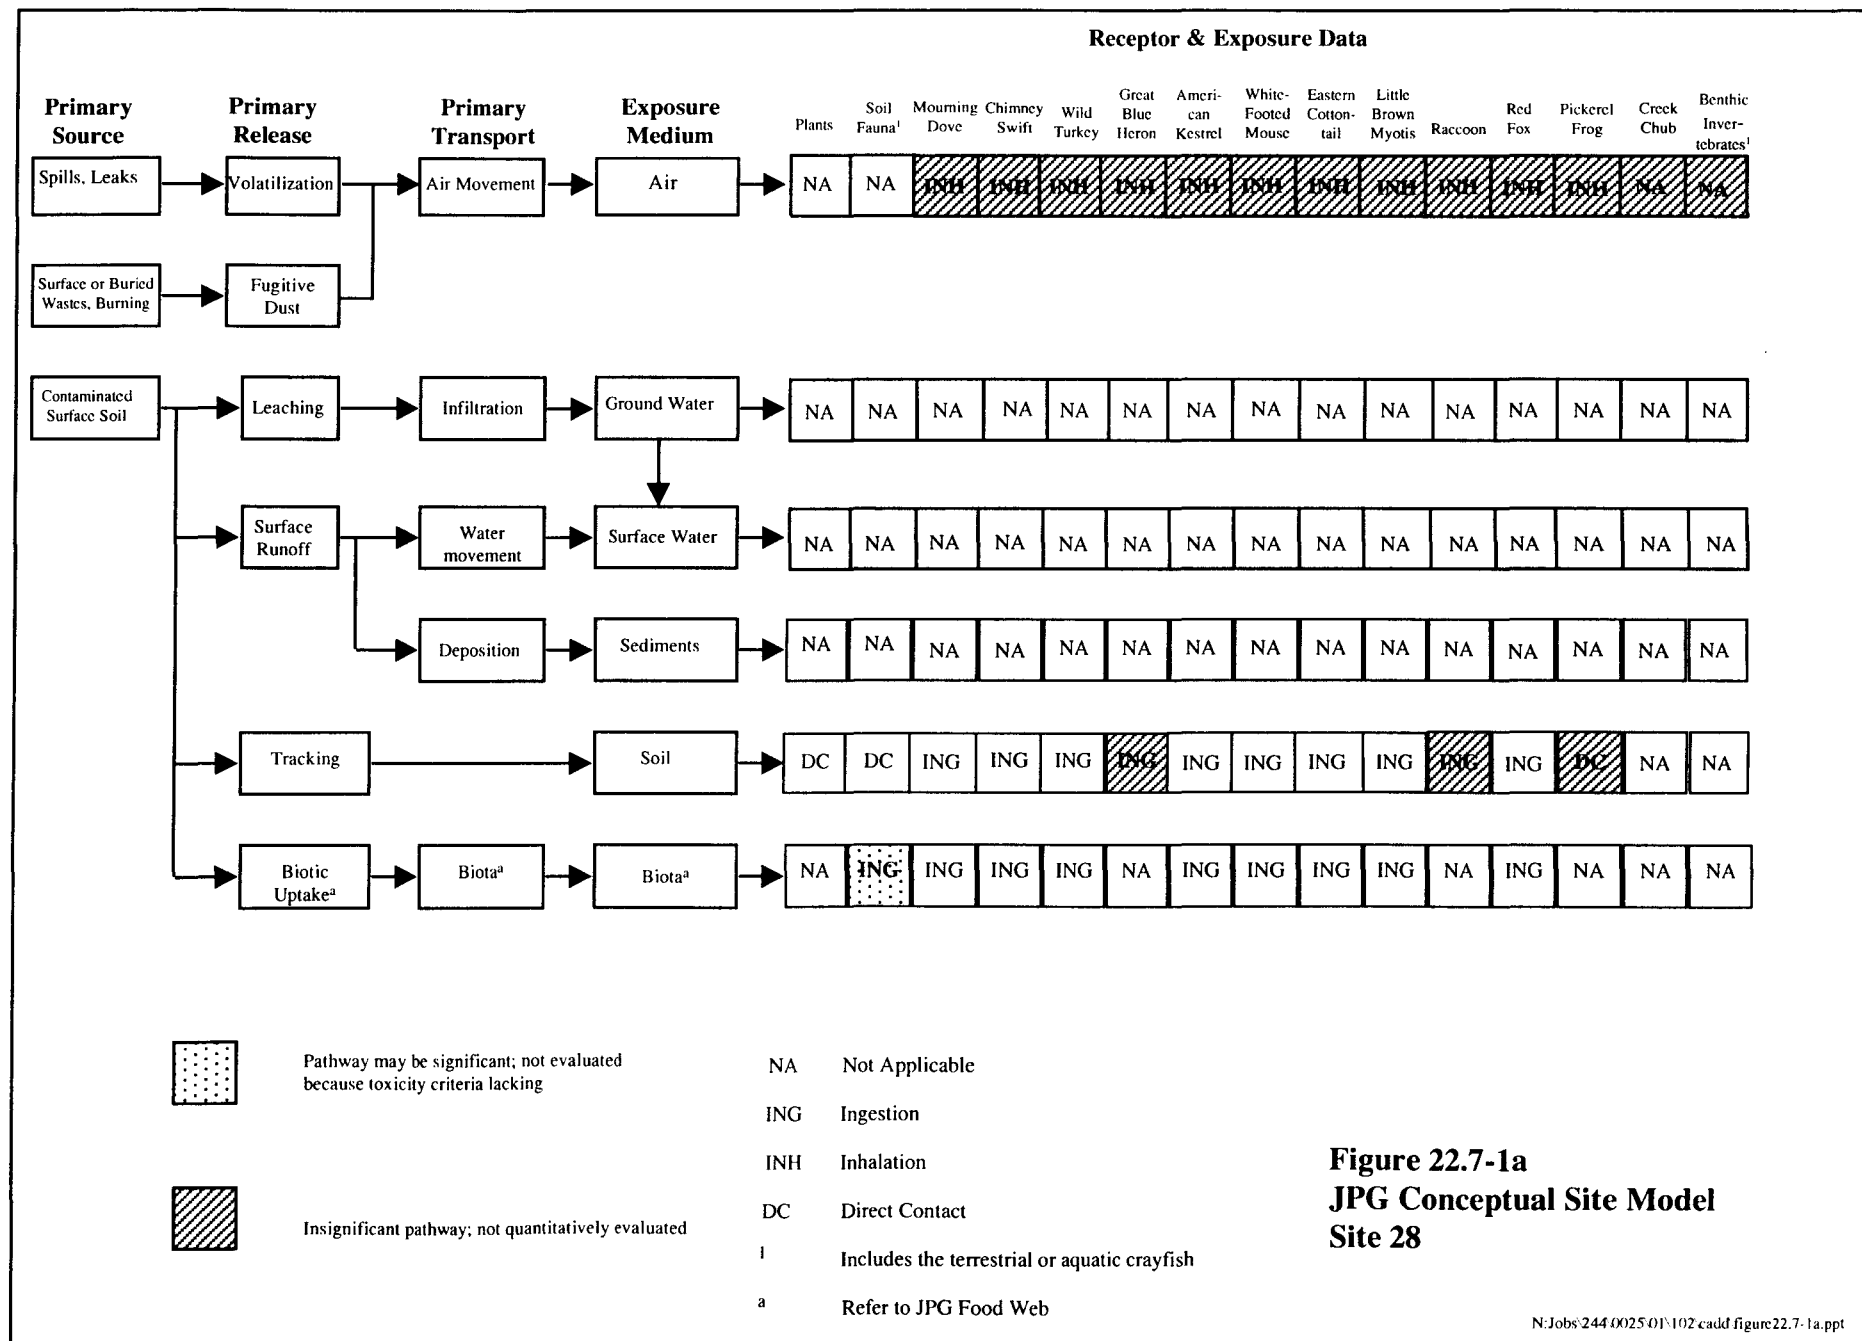 Receptor & Exposure Data
Primary Source
Primary Release
Primary Transport
Exposure Medium
Plants
Soil Fauna¹
Mourning Dove
Chimney Swift
Wild Turkey
Great Blue Heron
Ameri-can Kestrel
White-Footed Mouse
Eastern Cotton-tail
Little Brown Myotis
Raccoon
Red Fox
Pickerel Frog
Creek Chub
Benthic Inver-tebrates¹
Spills, Leaks
Volatilization
Air Movement
Air
NA NA INH INH INH INH INH INH INH INH INH INH INH NA NA
Surface or Buried
Wastes, Burning
Fugitive
Dust
Contaminated
Surface Soil
Leaching
Infiltration
Ground Water
NA NA NA NA NA NA NA NA NA NA NA NA NA NA NA
Surface
Runoff
Water
movement
Surface Water
NA NA NA NA NA NA NA NA NA NA NA NA NA NA NA
Deposition
Sediments
NA NA NA NA NA NA NA NA NA NA NA NA NA NA NA
Tracking
Soil
DC DC ING ING ING ING ING ING ING ING ING ING DC NA NA
Biotic
Uptakeª
Biotaª
Biotaª
NA ING ING ING ING NA ING ING ING ING NA ING NA NA NA
Pathway may be significant; not evaluated
because toxicity criteria lacking
Insignificant pathway; not quantitatively evaluated
NA Not Applicable
ING Ingestion
INH Inhalation
DC Direct Contact
1 Includes the terrestrial or aquatic crayfish
a Refer to JPG Food Web
Figure 22.7-1a
JPG Conceptual Site Model
Site 28
N:Jobs\244\0025\01\102\cadd\figure22.7-1a.ppt